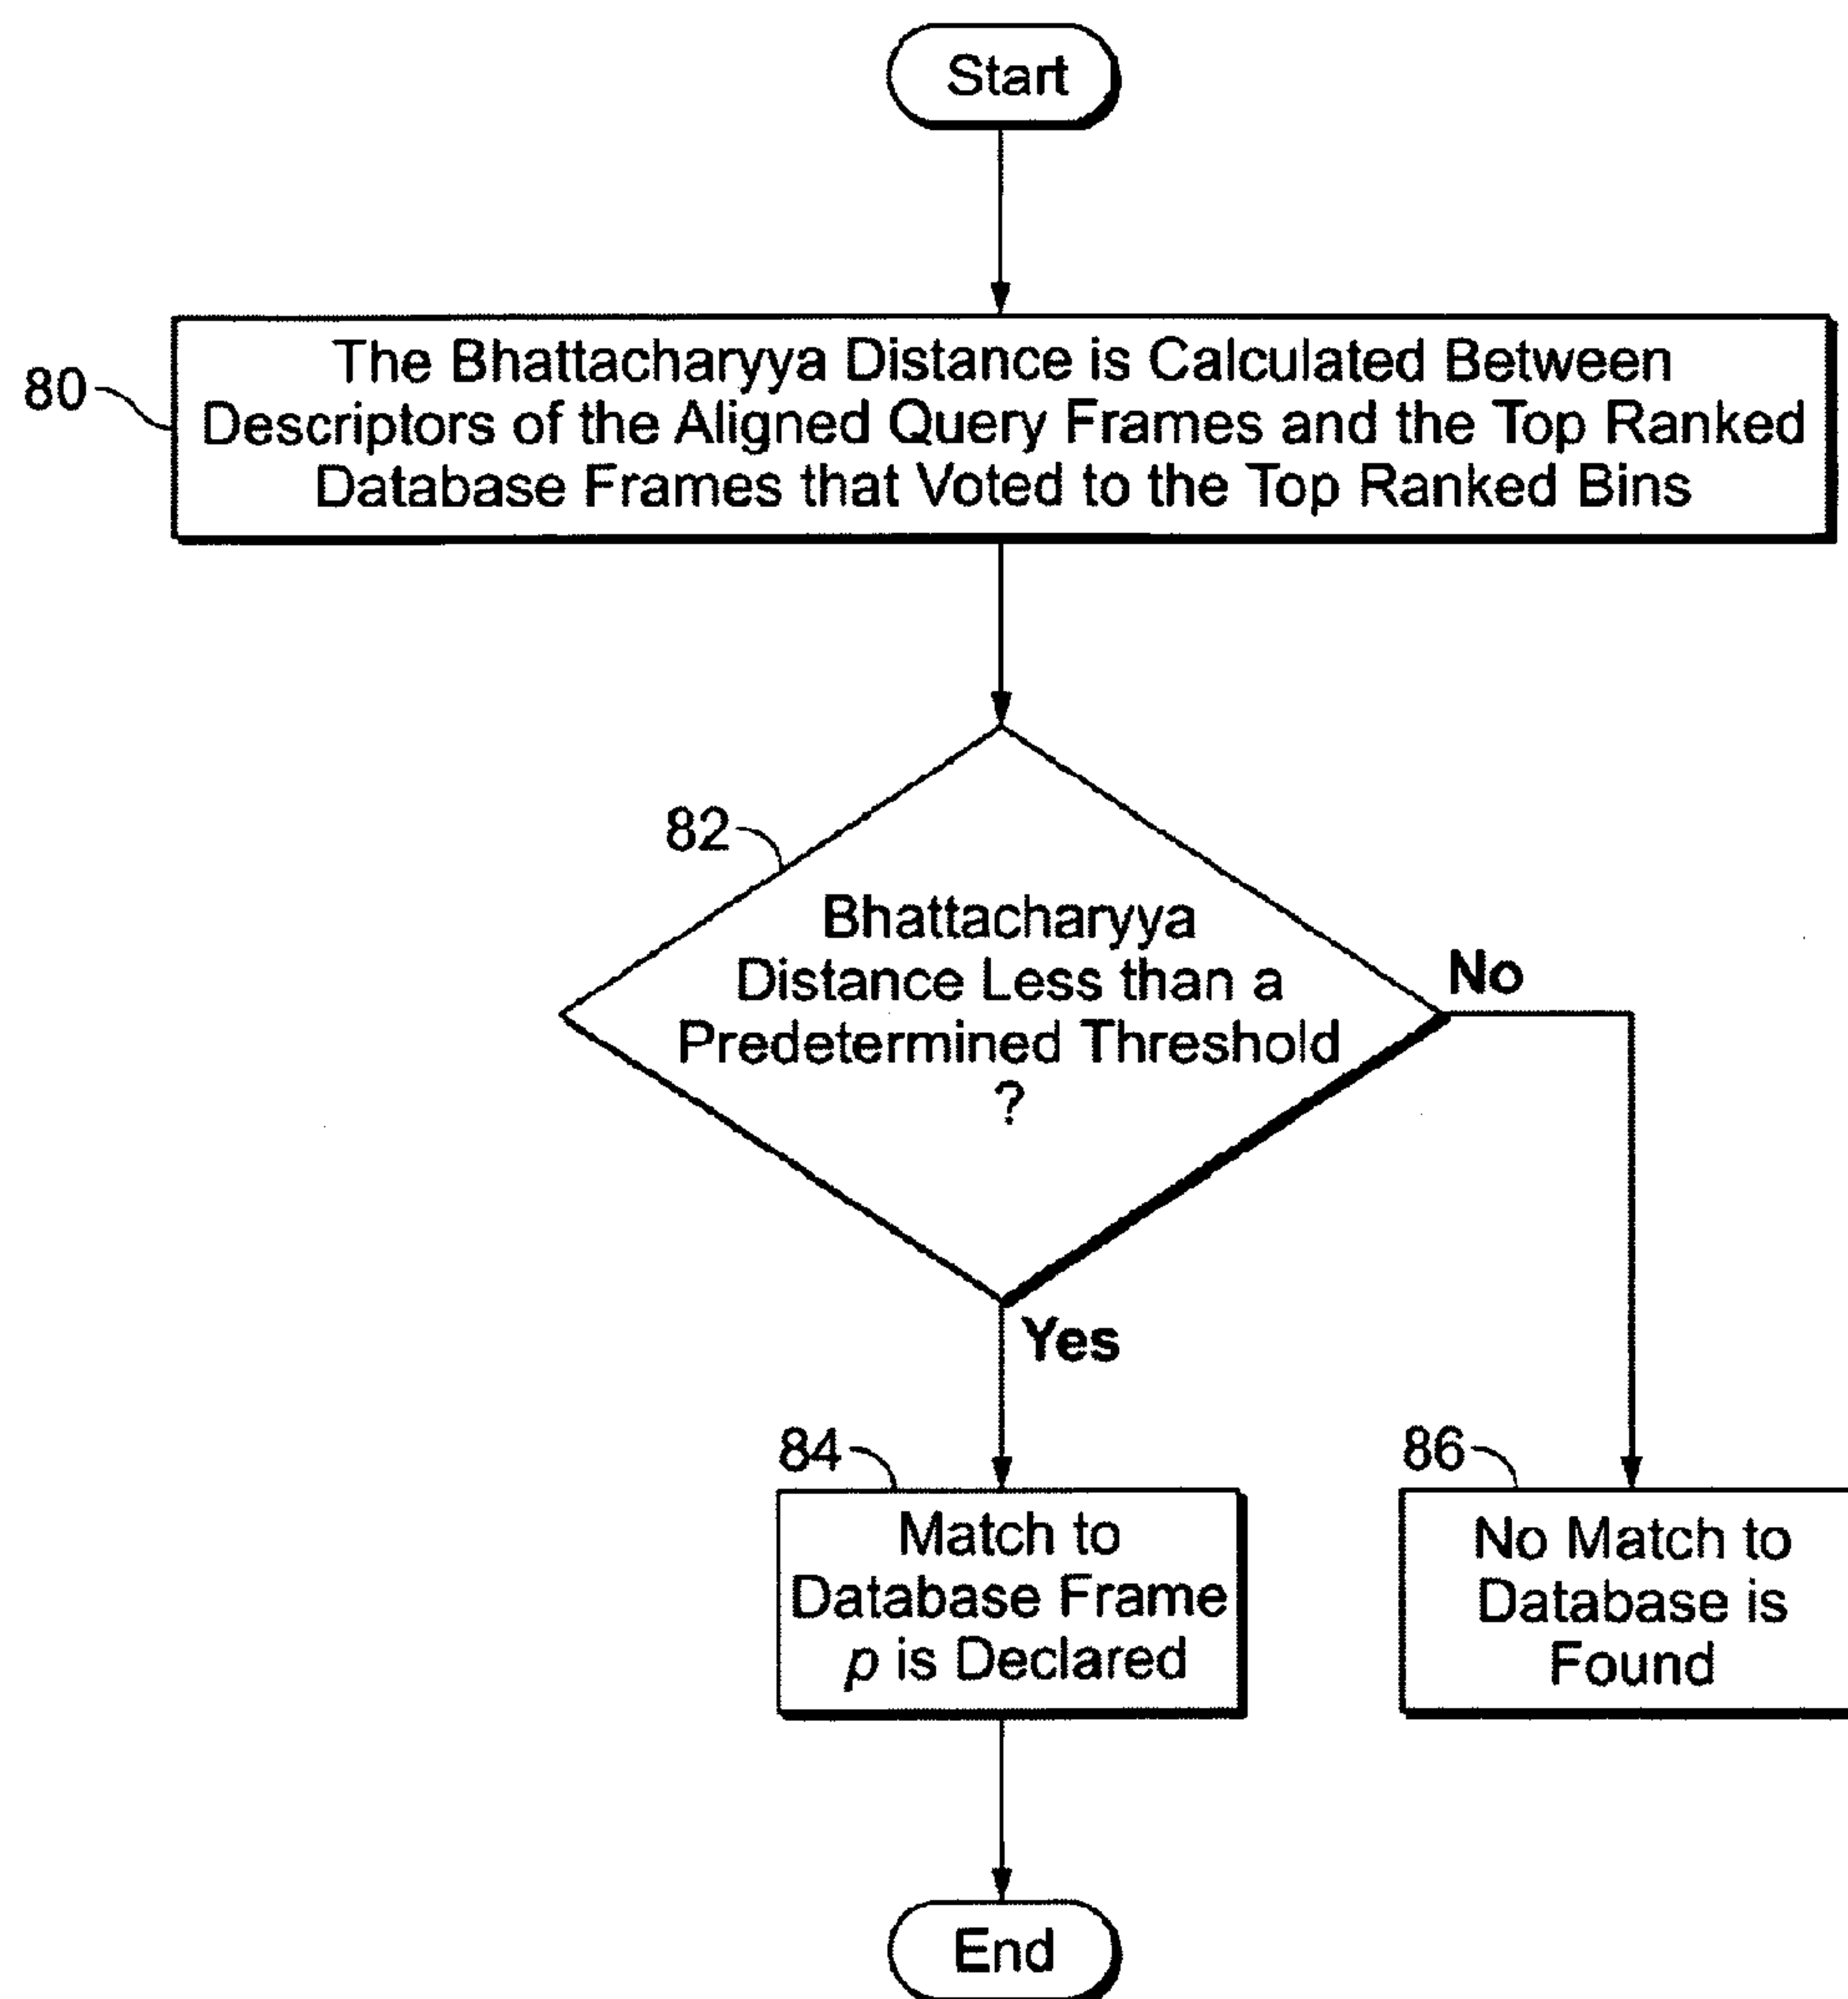 Start
80
The Bhattacharyya Distance is Calculated Between
Descriptors of the Aligned Query Frames and the Top Ranked
Database Frames that Voted to the Top Ranked Bins
82
Bhattacharyya
Distance Less than a
Predetermined Threshold
?
No
Yes
84
Match to
Database Frame
p is Declared
86
No Match to
Database is
Found
End